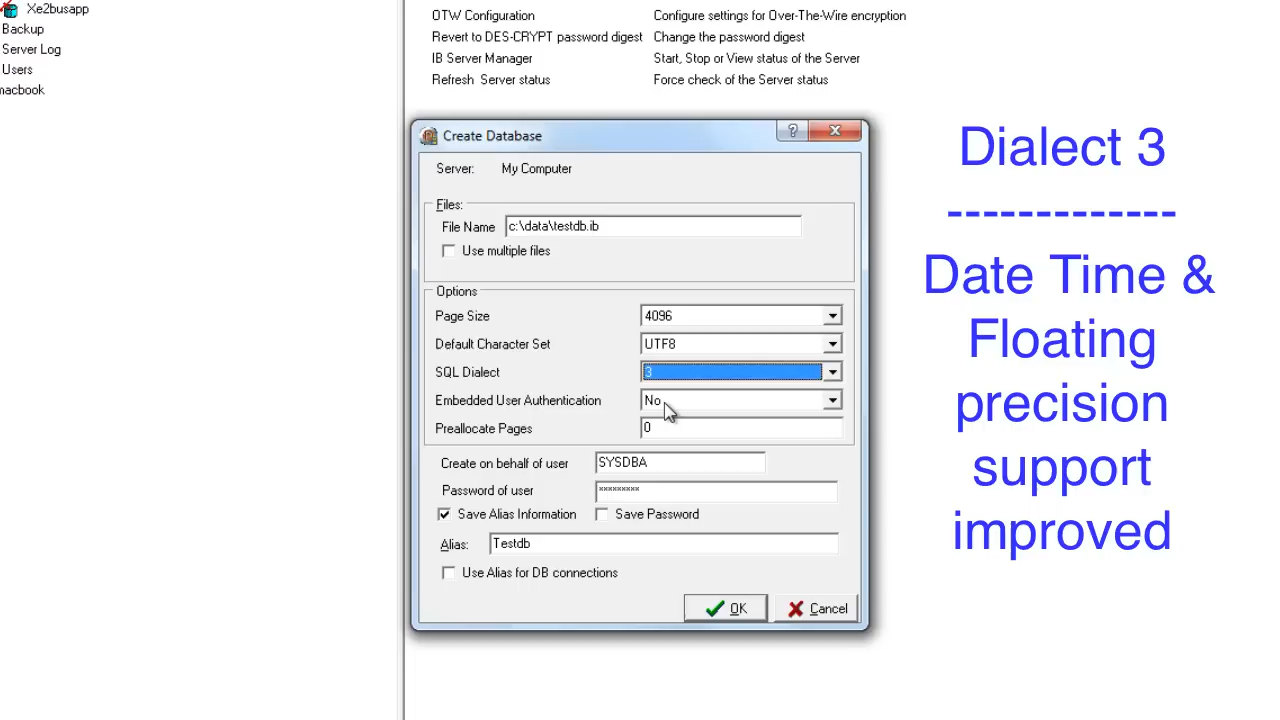 Xe2busapp
Backup
Server Log
Users
macbook
OTW Configuration Configure settings for Over-The-Wire encryption
Revert to DES-CRYPT password digest Change the password digest
IB Server Manager Start, Stop or View status of the Server
Refresh Server status Force check of the Server status
Create Database
?
Server: My Computer
Files:
File Name c:\data\testdb.ib
Use multiple files
Options
Page Size 4096
Default Character Set UTF8
SQL Dialect 3
Embedded User Authentication No
Preallocate Pages 0
Create on behalf of user SYSDBA
Password of user *********
Save Alias Information Save Password
Alias: Testdb
Use Alias for DB connections
OK Cancel
Dialect 3
-------------
Date Time &
Floating
precision
support
improved